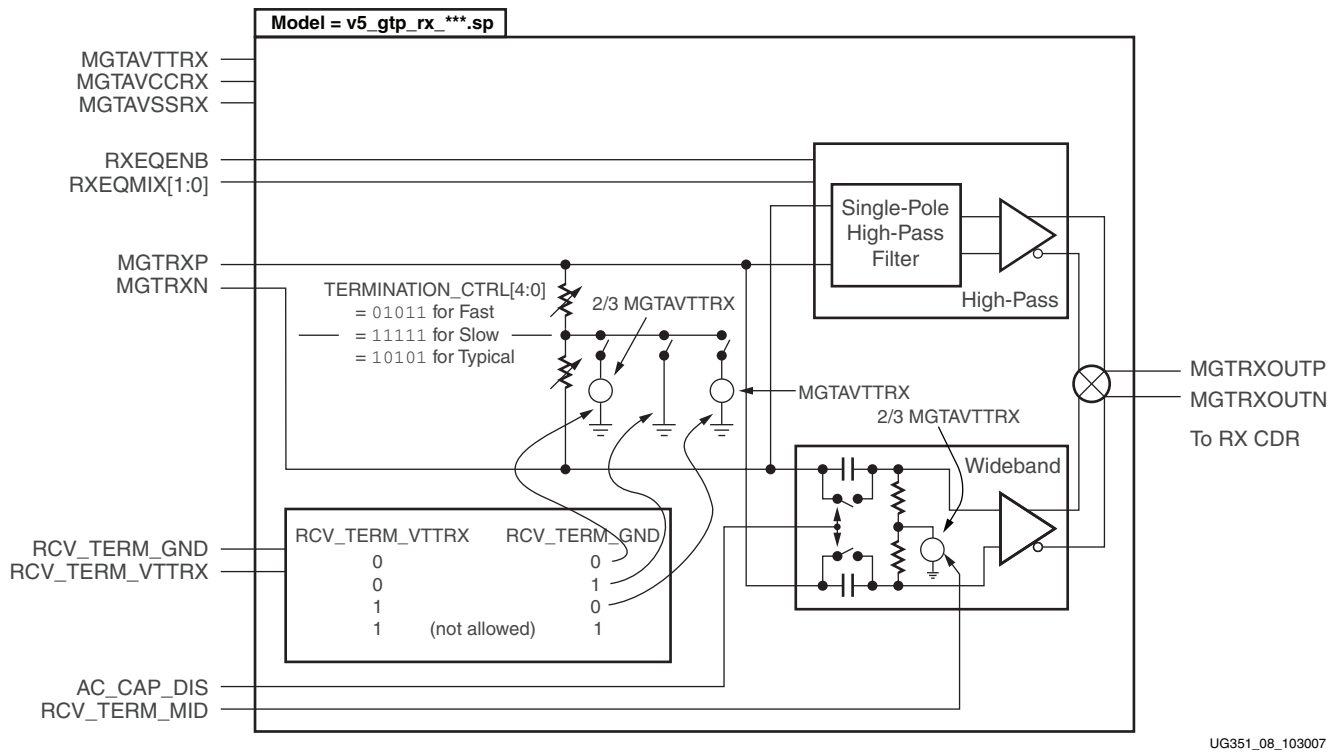 Model = v5_gtp_rx_***.sp
MGTAVTTRX
MGTAVCCRX
MGTAVSSRX
RXEQENB
RXEQMIX[1:0]
Single-Pole
High-Pass
Filter
High-Pass
MGTRXP
MGTRXN
TERMINATION_CTRL[4:0]
= 01011 for Fast
= 11111 for Slow
= 10101 for Typical
2/3 MGTAVTTRX
MGTAVTTRX
2/3 MGTAVTTRX
MGTRXOUTP
MGTRXOUTN
To RX CDR
Wideband
RCV_TERM_GND
RCV_TERM_VTTRX
RCV_TERM_VTTRX RCV_TERM_GND
0 0
0 1
1 0
1 (not allowed) 1
AC_CAP_DIS
RCV_TERM_MID
UG351_08_103007